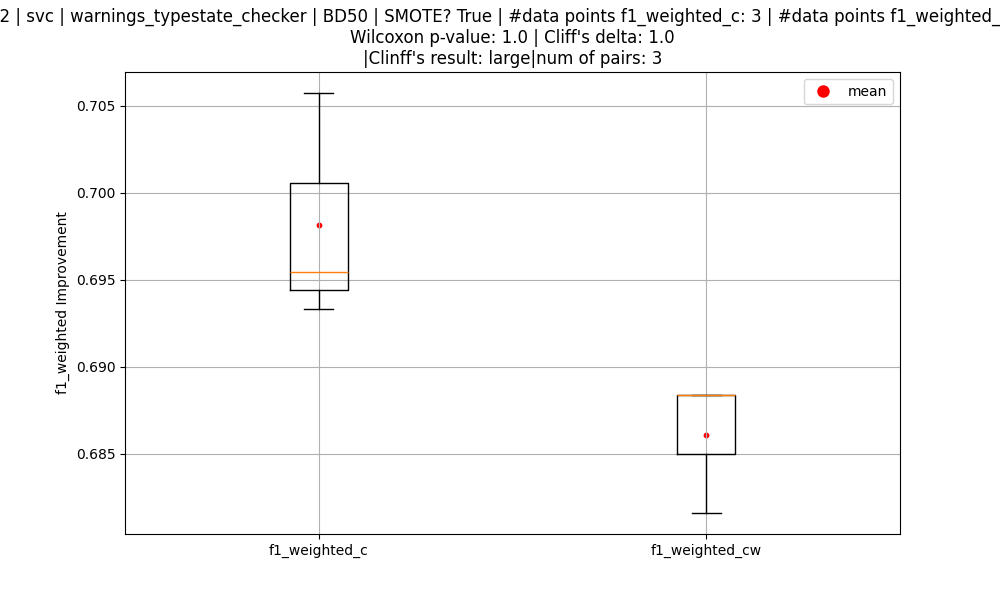 2 | svc | warnings_typestate_checker | BD50 | SMOTE? True | #data points f1_weighted_c: 3 | #data points f1_weighted_
Wilcoxon p-value: 1.0 | Cliff's delta: 1.0
|Clinff's result: large|num of pairs: 3
mean
0.705
0.700
0.695
0.690
0.685
f1_weighted Improvement
f1_weighted_c
f1_weighted_cw